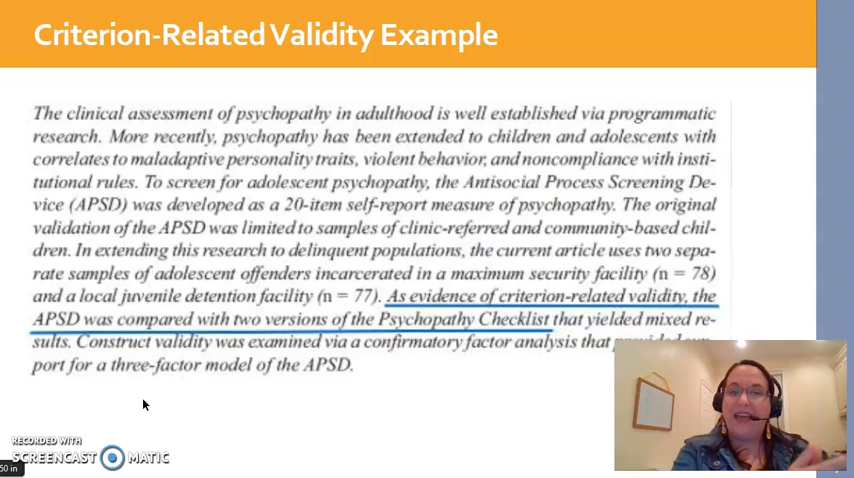 Criterion-Related Validity Example
The clinical assessment of psychopathy in adulthood is well established via programmatic
research. More recently, psychopathy has been extended to children and adolescents with
correlates to maladaptive personality traits, violent behavior, and noncompliance with insti-
tutional rules. To screen for adolescent psychopathy, the Antisocial Process Screening De-
vice (APSD) was developed as a 20-item self-report measure of psychopathy. The original
validation of the APSD was limited to samples of clinic-referred and community-based chil-
dren. In extending this research to delinquent populations, the current article uses two sepa-
rate samples of adolescent offenders incarcerated in a maximum security facility (n = 78)
and a local juvenile detention facility (n = 77). As evidence of criterion-related validity, the
APSD was compared with two versions of the Psychopathy Checklist that yielded mixed re-
sults. Construct validity was examined via a confirmatory factor analysis that
port for a three-factor model of the APSD.
RECORDED WITH
SCREENCAST MATIC
50 in